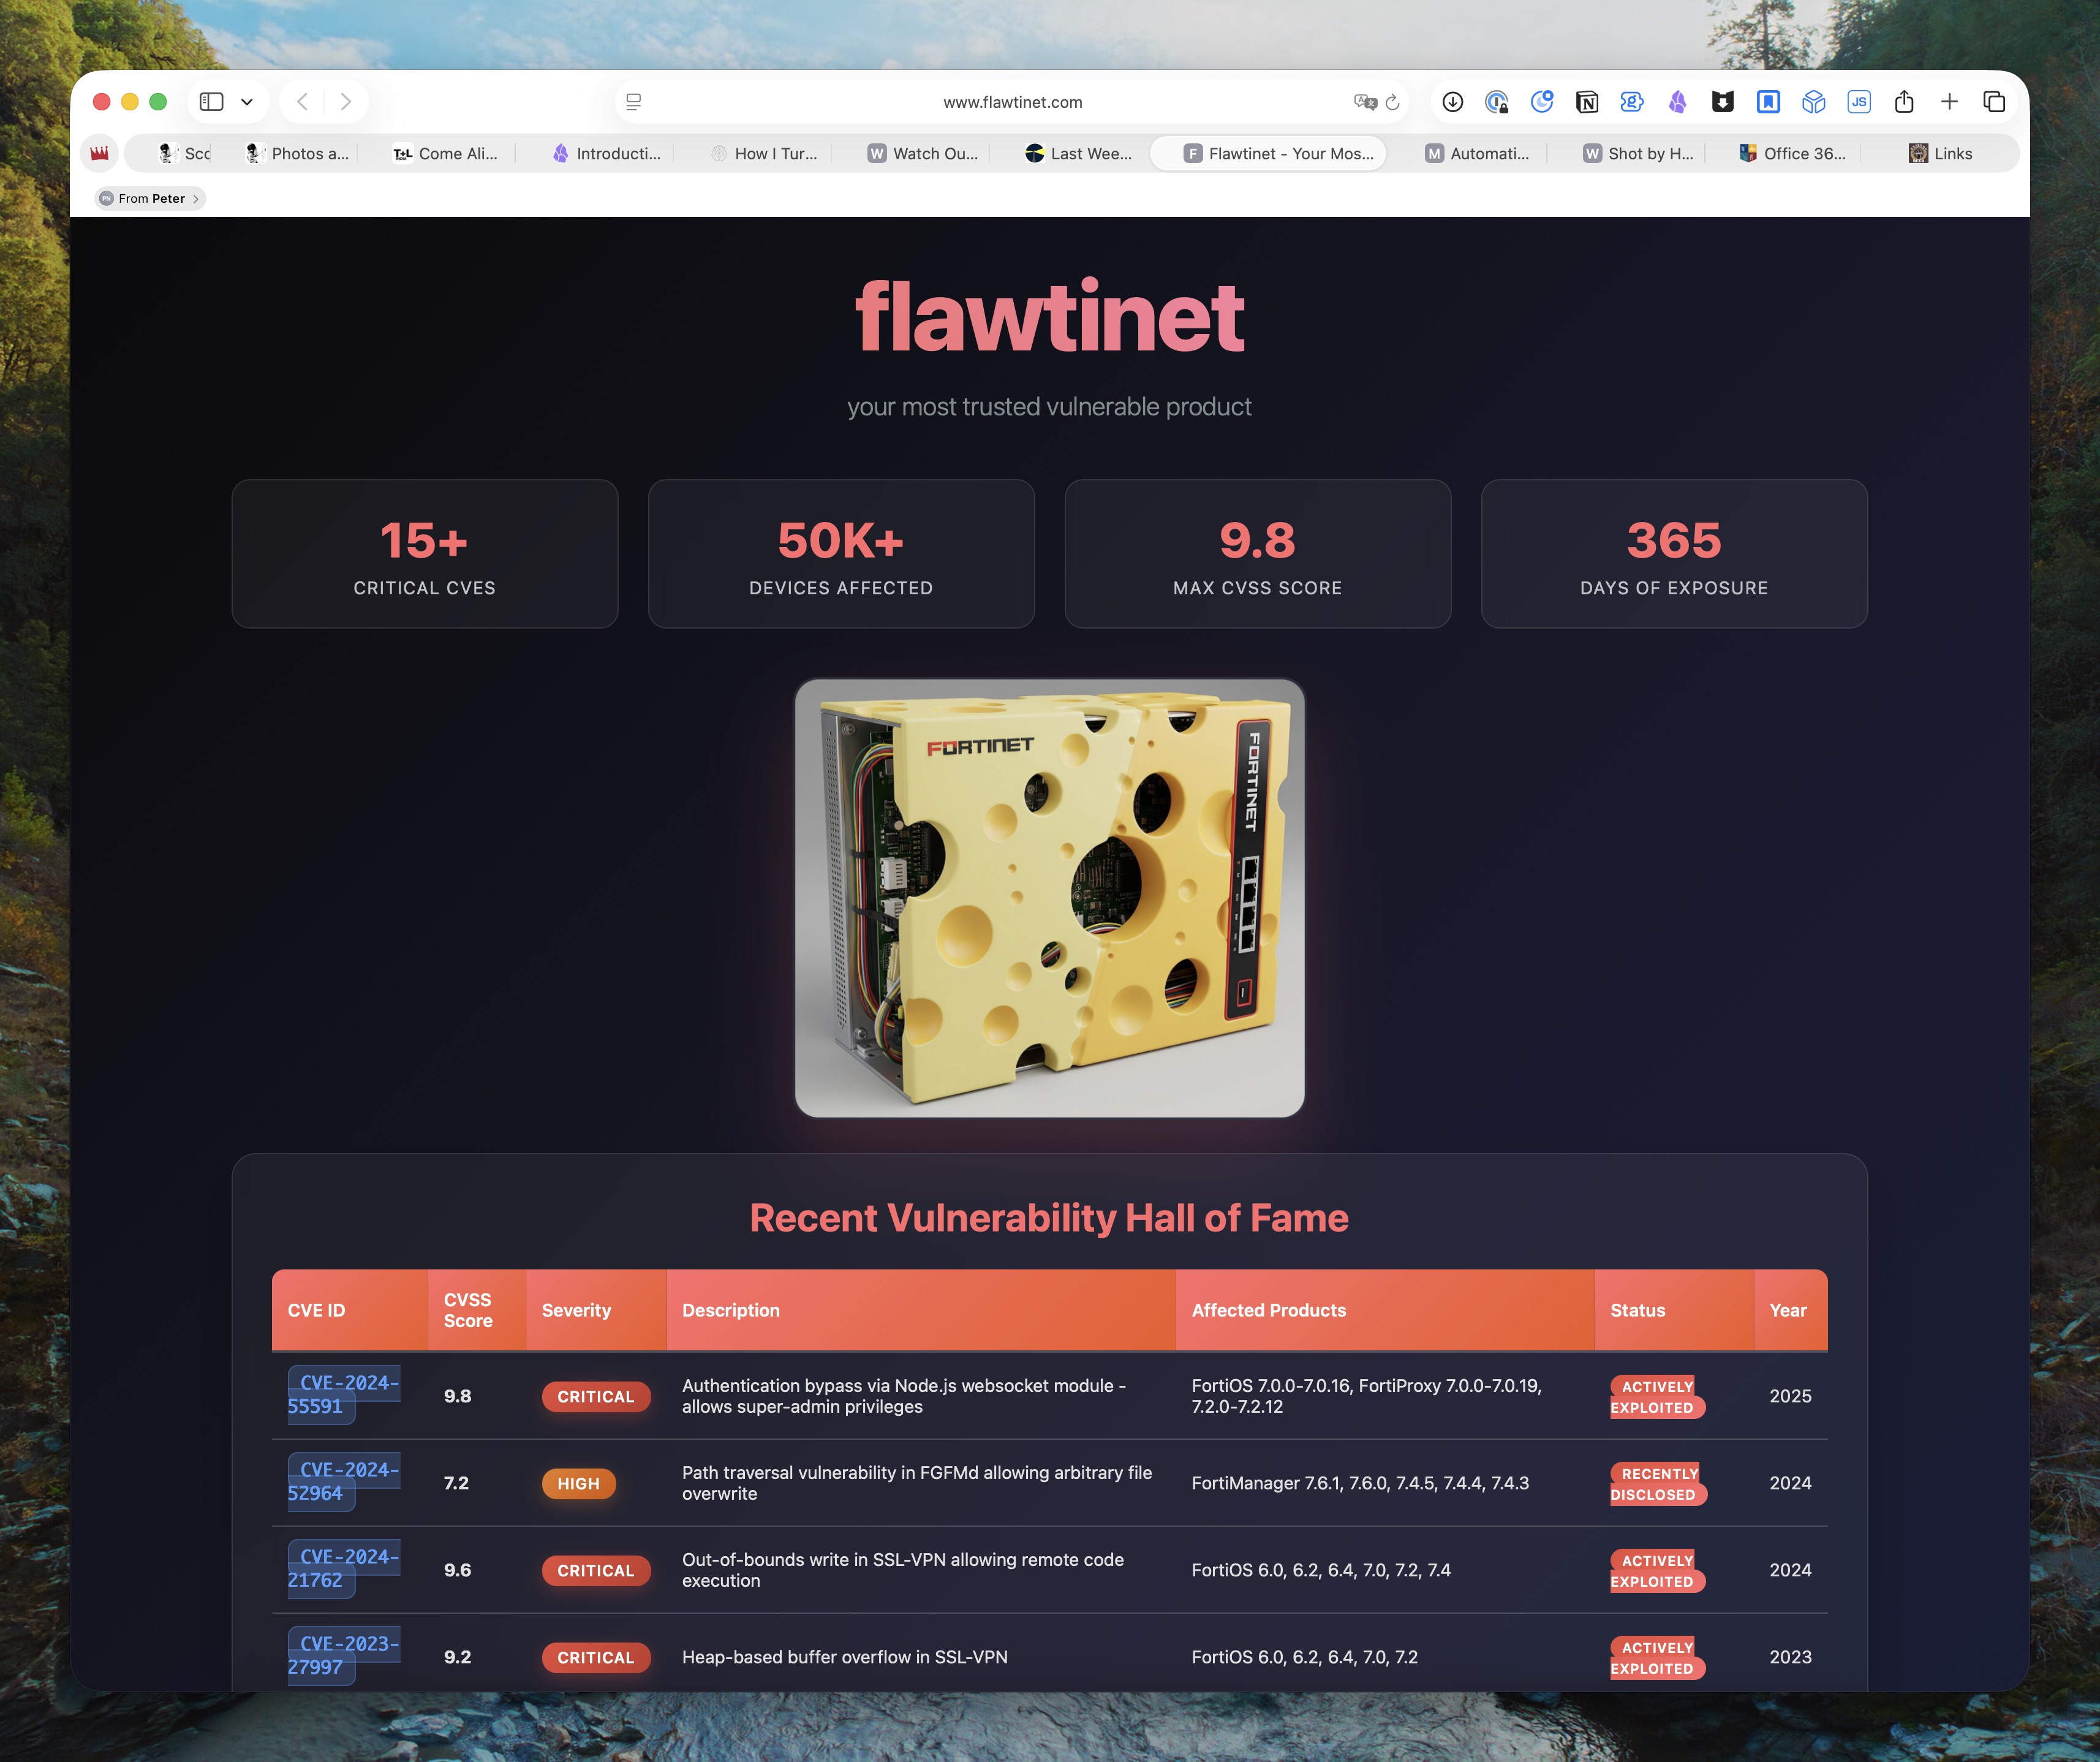 www.flawtinet.com
Sco
Photos a...
T+L Come Ali...
Introducti...
How I Tur...
W Watch Ou...
Last Wee...
F Flawtinet - Your Mos...
M Automati...
W Shot by H...
Office 36...
Links
PN From Peter
flawtinet
your most trusted vulnerable product
15+
CRITICAL CVES
50K+
DEVICES AFFECTED
9.8
MAX CVSS SCORE
365
DAYS OF EXPOSURE
FORTINET
FORTINET
Recent Vulnerability Hall of Fame
CVE ID
CVSS
Score
Severity
Description
Affected Products
Status
Year
CVE-2024-
55591
9.8
CRITICAL
Authentication bypass via Node.js websocket module -
allows super-admin privileges
FortiOS 7.0.0-7.0.16, FortiProxy 7.0.0-7.0.19,
7.2.0-7.2.12
ACTIVELY
EXPLOITED
2025
CVE-2024-
52964
7.2
HIGH
Path traversal vulnerability in FGFMd allowing arbitrary file
overwrite
FortiManager 7.6.1, 7.6.0, 7.4.5, 7.4.4, 7.4.3
RECENTLY
DISCLOSED
2024
CVE-2024-
21762
9.6
CRITICAL
Out-of-bounds write in SSL-VPN allowing remote code
execution
FortiOS 6.0, 6.2, 6.4, 7.0, 7.2, 7.4
ACTIVELY
EXPLOITED
2024
CVE-2023-
27997
9.2
CRITICAL
Heap-based buffer overflow in SSL-VPN
FortiOS 6.0, 6.2, 6.4, 7.0, 7.2
ACTIVELY
EXPLOITED
2023